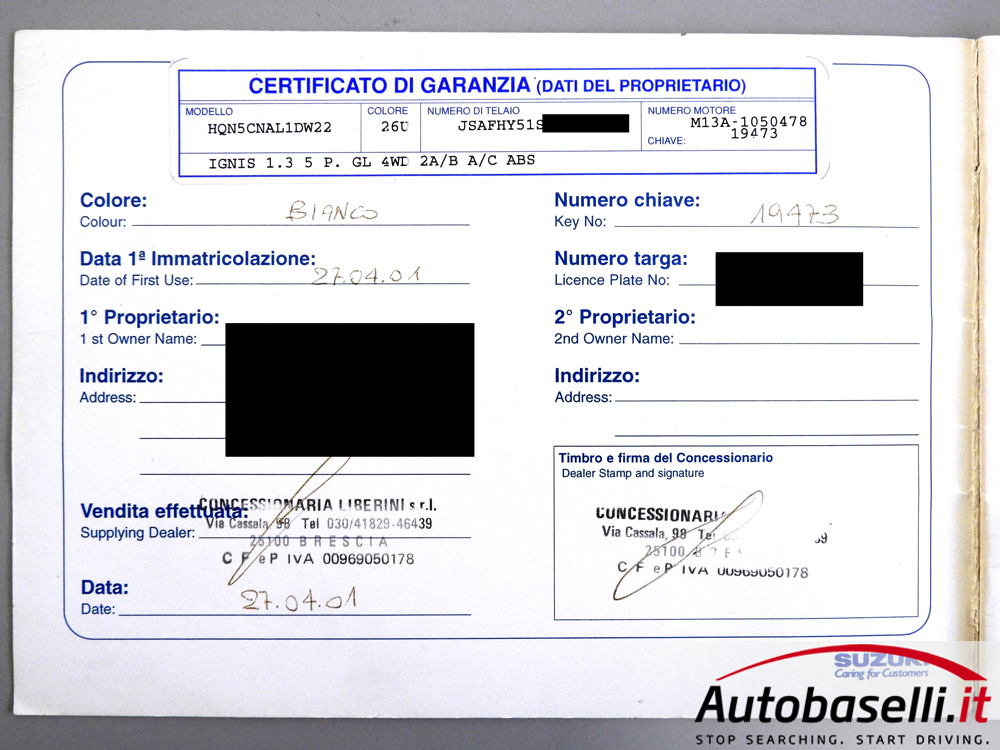 CERTIFICATO DI GARANZIA (DATI DEL PROPRIETARIO)
MODELLO COLORE NUMERO DI TELAIO NUMERO MOTORE
HQN5CNAL1DW22 26U JSAFHY51S M13A-1050478
CHIAVE: 19473
IGNIS 1.3 5 P. GL 4WD 2A/B A/C ABS
Colore:
Colour: BIANCO
Data 1ª Immatricolazione:
Date of First Use: 27.04.01
1° Proprietario:
1 st Owner Name:
Indirizzo:
Address:
Vendita effettuata:
Supplying Dealer:
CONCESSIONARIA LIBERINI s.r.l.
Via Cassala, 98 Tel 030/41829-46439
25100 BRESCIA
C F e P IVA 00969050178
Data:
Date: 27.04.01
Numero chiave:
Key No: 19473
Numero targa:
Licence Plate No:
2° Proprietario:
2nd Owner Name:
Indirizzo:
Address:
Timbro e firma del Concessionario
Dealer Stamp and signature
CONCESSIONARIA
Via Cassala, 98 Tel
25100
C F e P IVA 00969050178
SUZUKI
Caring for Customers
Autobaselli.it
STOP SEARCHING. START DRIVING.